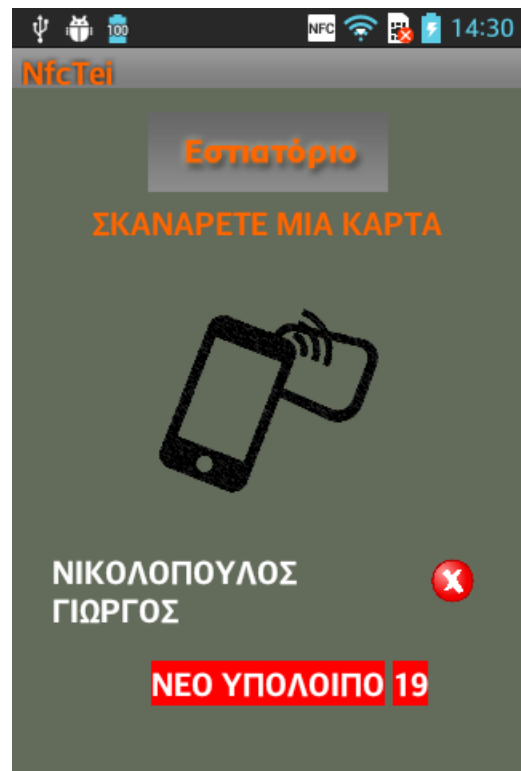 100 NFC 14:30
NfcTei
Εστιατόριο
ΣΚΑΝΑΡΕΤΕ ΜΙΑ ΚΑΡΤΑ
ΝΙΚΟΛΟΠΟΥΛΟΣ
ΓΙΩΡΓΟΣ
ΝΕΟ ΥΠΟΛΟΙΠΟ 19